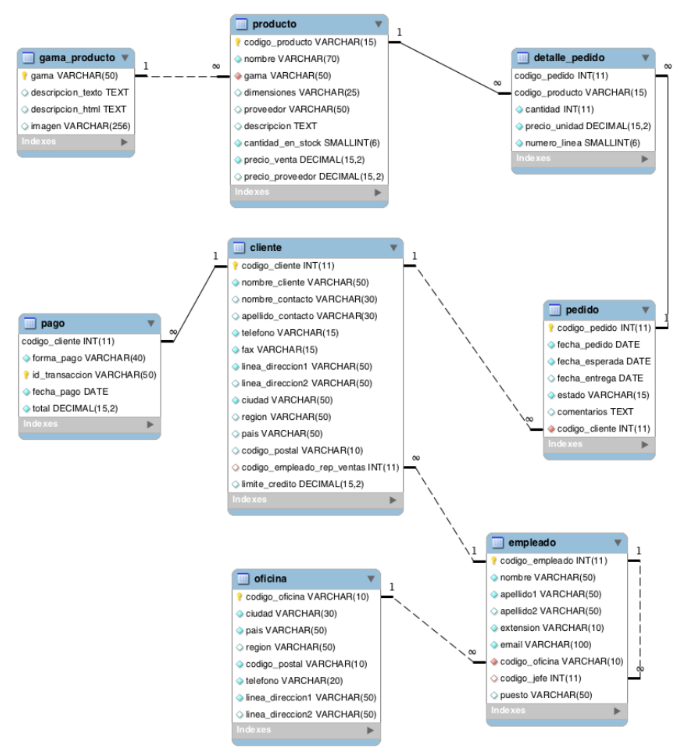 gama_producto
gama VARCHAR(50)
descripcion_texto TEXT
descripcion_html TEXT
imagen VARCHAR(256)
Indexes
1
∞
producto
codigo_producto VARCHAR(15)
nombre VARCHAR(70)
gama VARCHAR(50)
dimensiones VARCHAR(25)
proveedor VARCHAR(50)
descripcion TEXT
cantidad_en_stock SMALLINT(6)
precio_venta DECIMAL(15,2)
precio_proveedor DECIMAL(15,2)
Indexes
1
∞
detalle_pedido
codigo_pedido INT(11)
codigo_producto VARCHAR(15)
cantidad INT(11)
precio_unidad DECIMAL(15,2)
numero_linea SMALLINT(6)
Indexes
∞
1
cliente
codigo_cliente INT(11)
nombre_cliente VARCHAR(50)
nombre_contacto VARCHAR(30)
apellido_contacto VARCHAR(30)
telefono VARCHAR(15)
fax VARCHAR(15)
linea_direccion1 VARCHAR(50)
linea_direccion2 VARCHAR(50)
ciudad VARCHAR(50)
region VARCHAR(50)
pais VARCHAR(50)
codigo_postal VARCHAR(10)
codigo_empleado_rep_ventas INT(11)
limite_credito DECIMAL(15,2)
Indexes
1
∞
1
∞
∞
1
pago
codigo_cliente INT(11)
forma_pago VARCHAR(40)
id_transaccion VARCHAR(50)
fecha_pago DATE
total DECIMAL(15,2)
Indexes
pedido
codigo_pedido INT(11)
fecha_pedido DATE
fecha_esperada DATE
fecha_entrega DATE
estado VARCHAR(15)
comentarios TEXT
codigo_cliente INT(11)
Indexes
oficina
codigo_oficina VARCHAR(10)
ciudad VARCHAR(30)
pais VARCHAR(50)
region VARCHAR(50)
codigo_postal VARCHAR(10)
telefono VARCHAR(20)
linea_direccion1 VARCHAR(50)
linea_direccion2 VARCHAR(50)
Indexes
1
∞
empleado
codigo_empleado INT(11)
nombre VARCHAR(50)
apellido1 VARCHAR(50)
apellido2 VARCHAR(50)
extension VARCHAR(10)
email VARCHAR(100)
codigo_oficina VARCHAR(10)
codigo_jefe INT(11)
puesto VARCHAR(50)
Indexes
1
∞